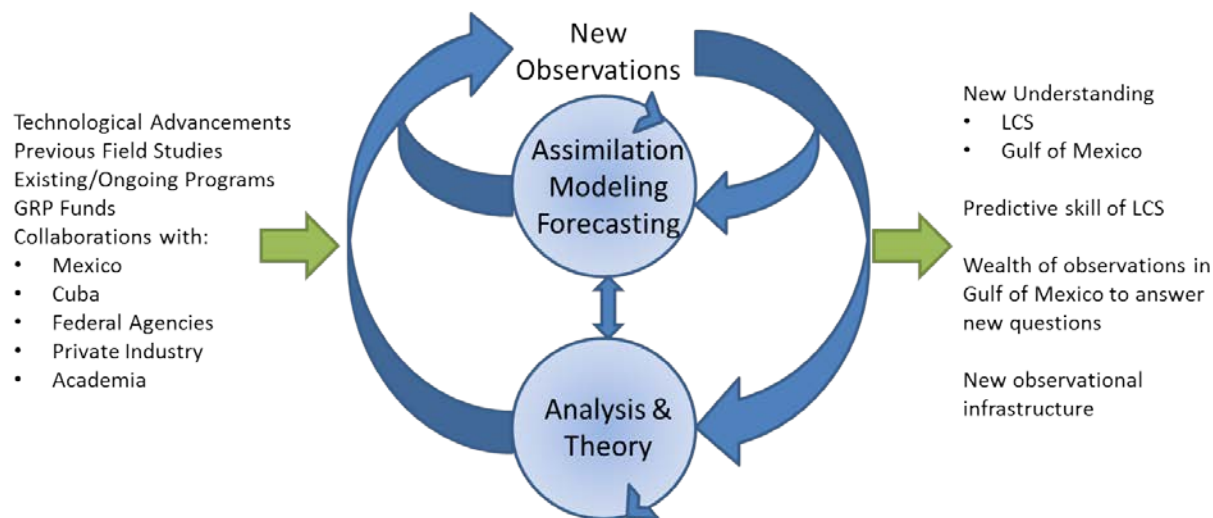 Technological Advancements
Previous Field Studies
Existing/Ongoing Programs
GRP Funds
Collaborations with:
• Mexico
• Cuba
• Federal Agencies
• Private Industry
• Academia
New
Observations
Assimilation
Modeling
Forecasting
Analysis &
Theory
New Understanding
• LCS
• Gulf of Mexico
Predictive skill of LCS
Wealth of observations in
Gulf of Mexico to answer
new questions
New observational
infrastructure